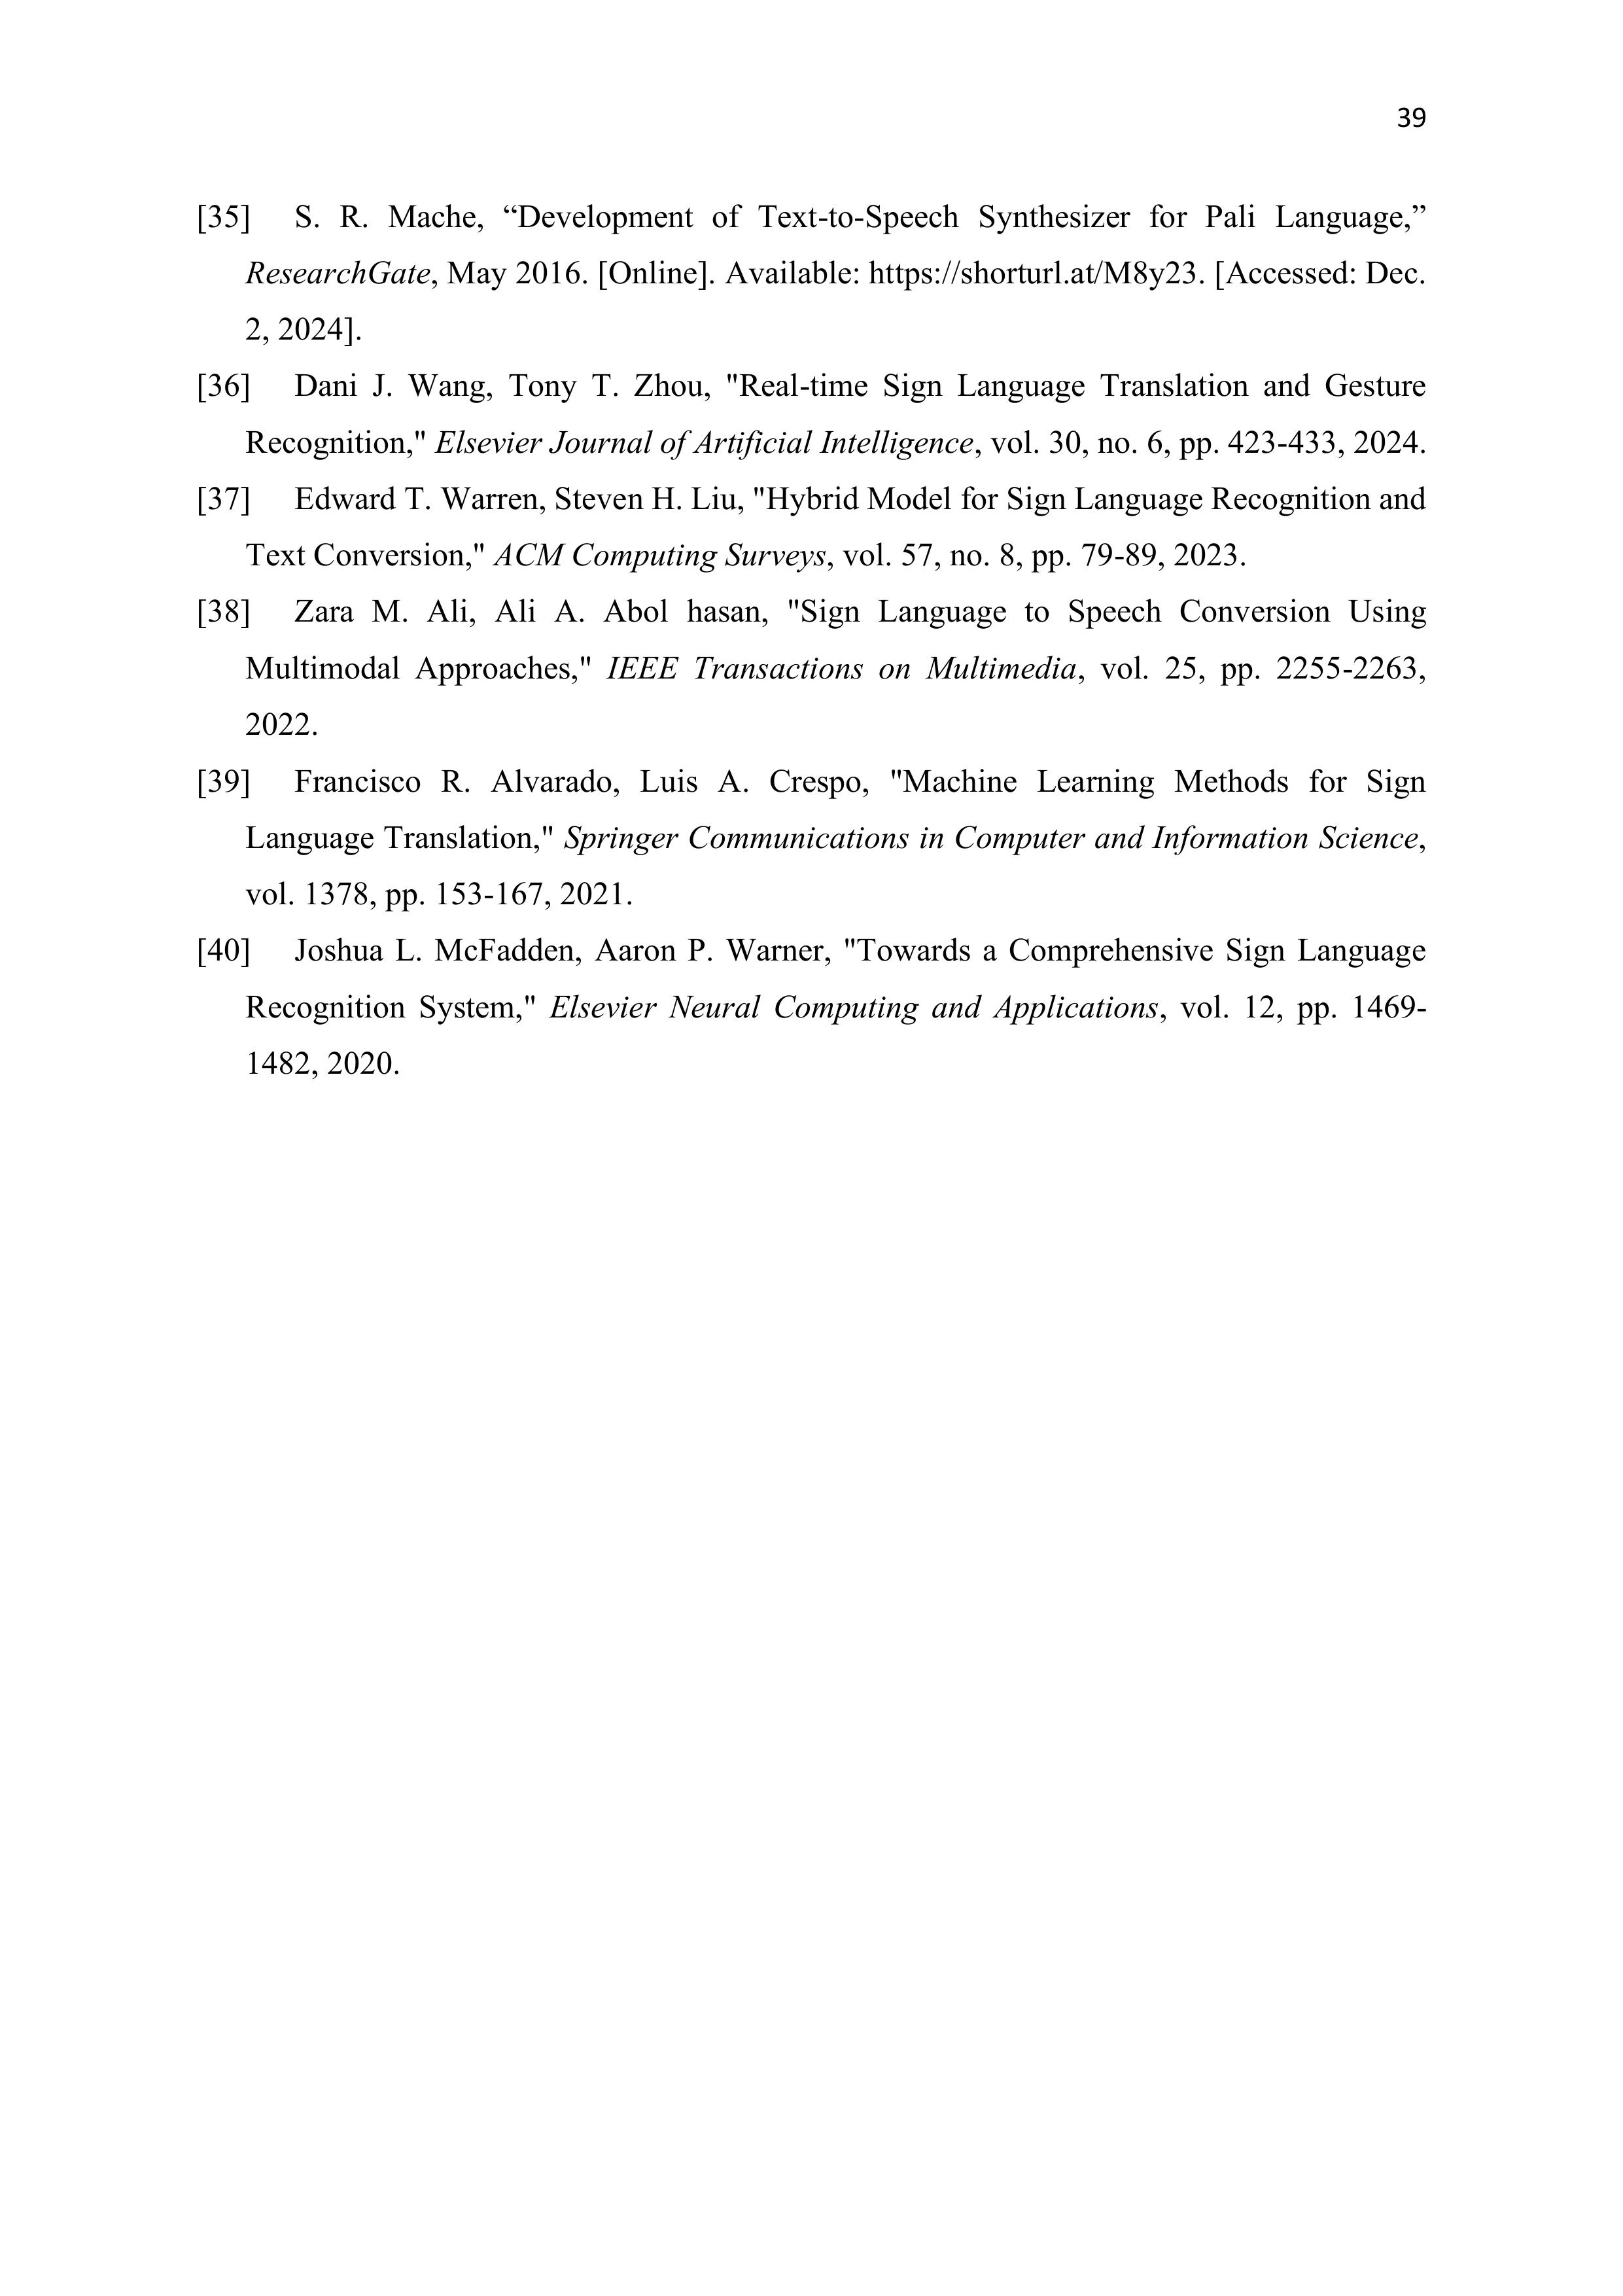 39
[35] S. R. Mache, “Development of Text-to-Speech Synthesizer for Pali Language,”
ResearchGate, May 2016. [Online]. Available: https://shorturl.at/M8y23. [Accessed: Dec.
2, 2024].
[36] Dani J. Wang, Tony T. Zhou, "Real-time Sign Language Translation and Gesture
Recognition," Elsevier Journal of Artificial Intelligence, vol. 30, no. 6, pp. 423-433, 2024.
[37] Edward T. Warren, Steven H. Liu, "Hybrid Model for Sign Language Recognition and
Text Conversion," ACM Computing Surveys, vol. 57, no. 8, pp. 79-89, 2023.
[38] Zara M. Ali, Ali A. Abol hasan, "Sign Language to Speech Conversion Using
Multimodal Approaches," IEEE Transactions on Multimedia, vol. 25, pp. 2255-2263,
2022.
[39] Francisco R. Alvarado, Luis A. Crespo, "Machine Learning Methods for Sign
Language Translation," Springer Communications in Computer and Information Science,
vol. 1378, pp. 153-167, 2021.
[40] Joshua L. McFadden, Aaron P. Warner, "Towards a Comprehensive Sign Language
Recognition System," Elsevier Neural Computing and Applications, vol. 12, pp. 1469-
1482, 2020.